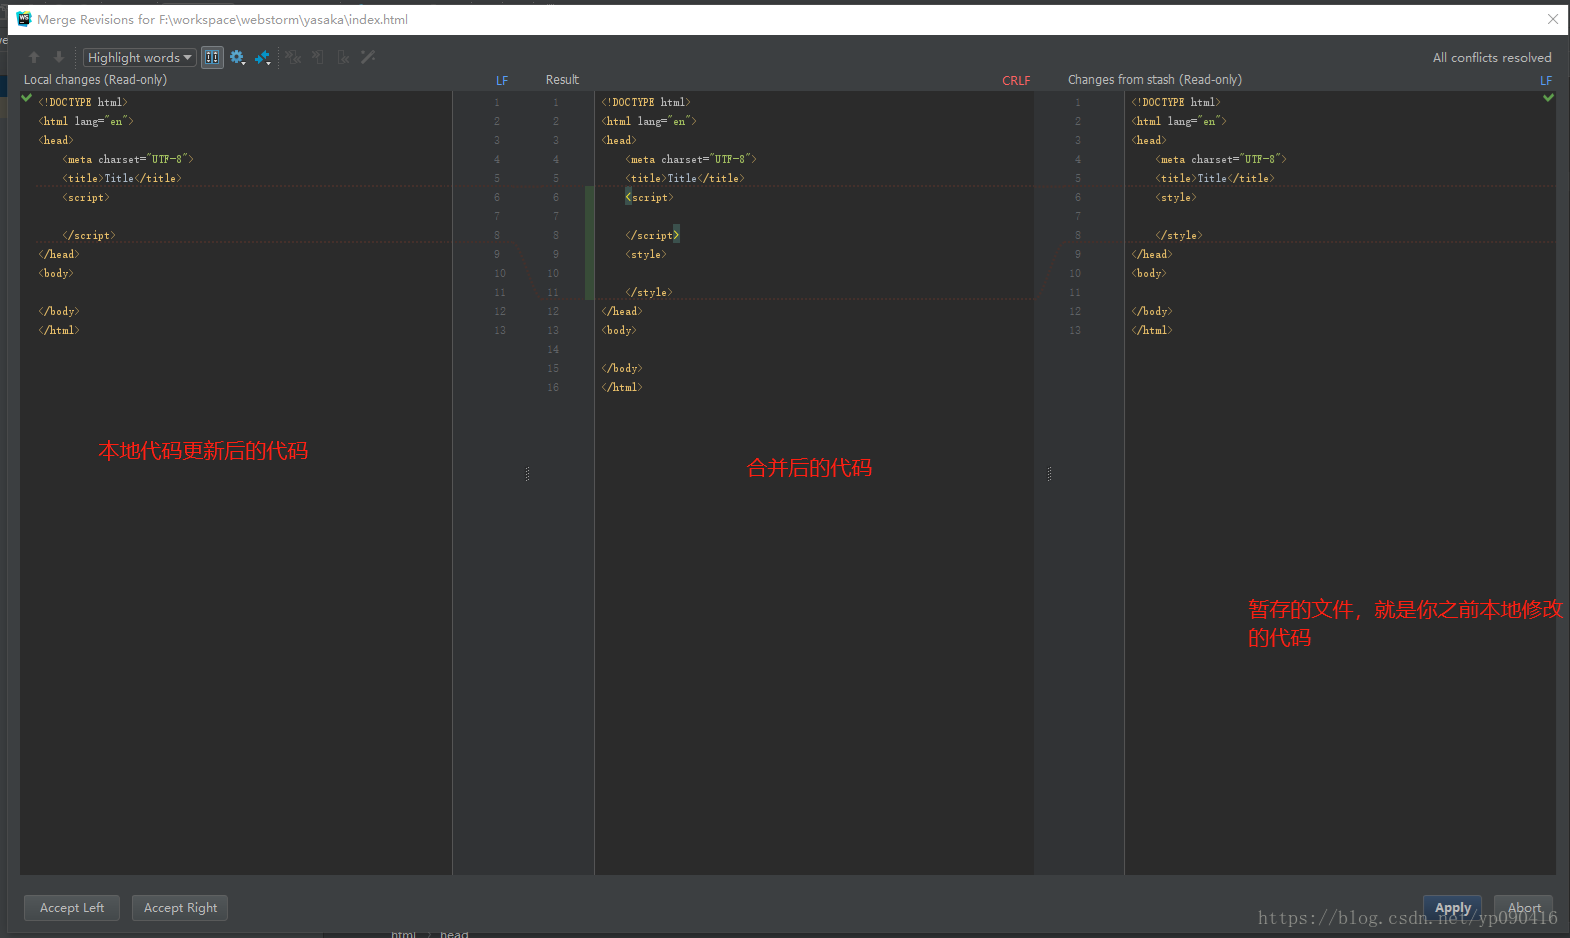 Merge Revisions for F:\workspace\webstorm\yasaka\index.html
Highlight words
All conflicts resolved
Local changes (Read-only)
LF
Result
CRLF
Changes from stash (Read-only)
LF
<!DOCTYPE html>
<html lang="en">
<head>
    <meta charset="UTF-8">
    <title>Title</title>
    <script>

    </script>
</head>
<body>

</body>
</html>
1
2
3
4
5
6
7
8
9
10
11
12
13
本地代码更新后的代码
1
2
3
4
5
6
7
8
9
10
11
12
13
14
15
16
<!DOCTYPE html>
<html lang="en">
<head>
    <meta charset="UTF-8">
    <title>Title</title>
    <script>

    </script>
    <style>

    </style>
</head>
<body>

</body>
</html>
合并后的代码
1
2
3
4
5
6
7
8
9
10
11
12
13
<!DOCTYPE html>
<html lang="en">
<head>
    <meta charset="UTF-8">
    <title>Title</title>
    <style>

    </style>
</head>
<body>

</body>
</html>
暂存的文件，就是你之前本地修改
的代码
Accept Left
Accept Right
Apply
Abort
https://blog.csdn.net/yp090416
html
head